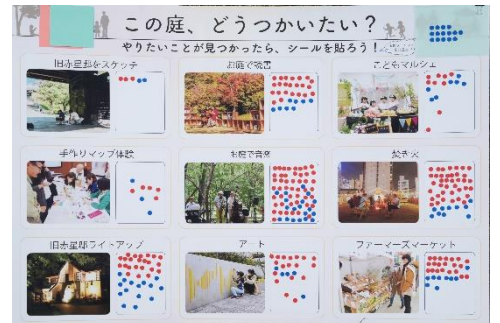 この庭、どうつかいたい？
やりたいことが見つかったら、シールを貼ろう！
旧赤星邸をスケッチ
お庭で読書
こどもマルシェ
手作りマップ体験
お庭で音楽
焚き火
旧赤星邸ライトアップ
アート
ファーマーズマーケット